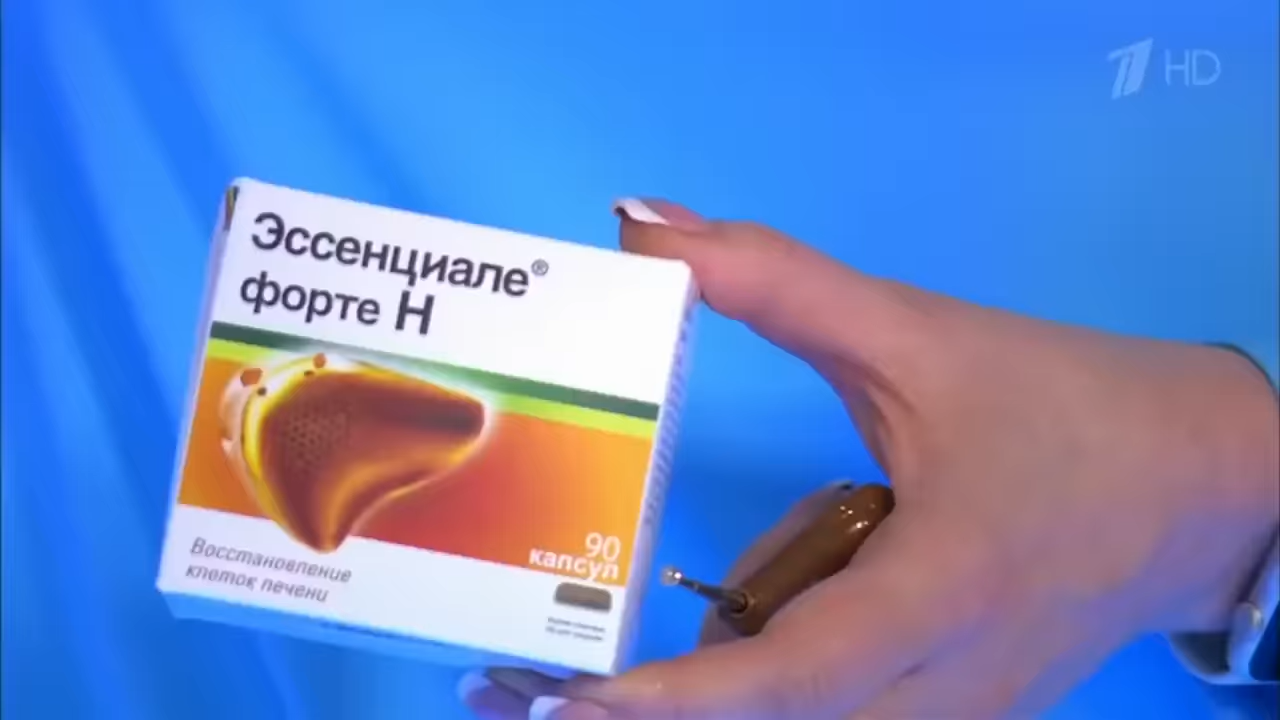 HD
Эссенциале®
форте Н
90
капсул
Восстановление
клеток печени